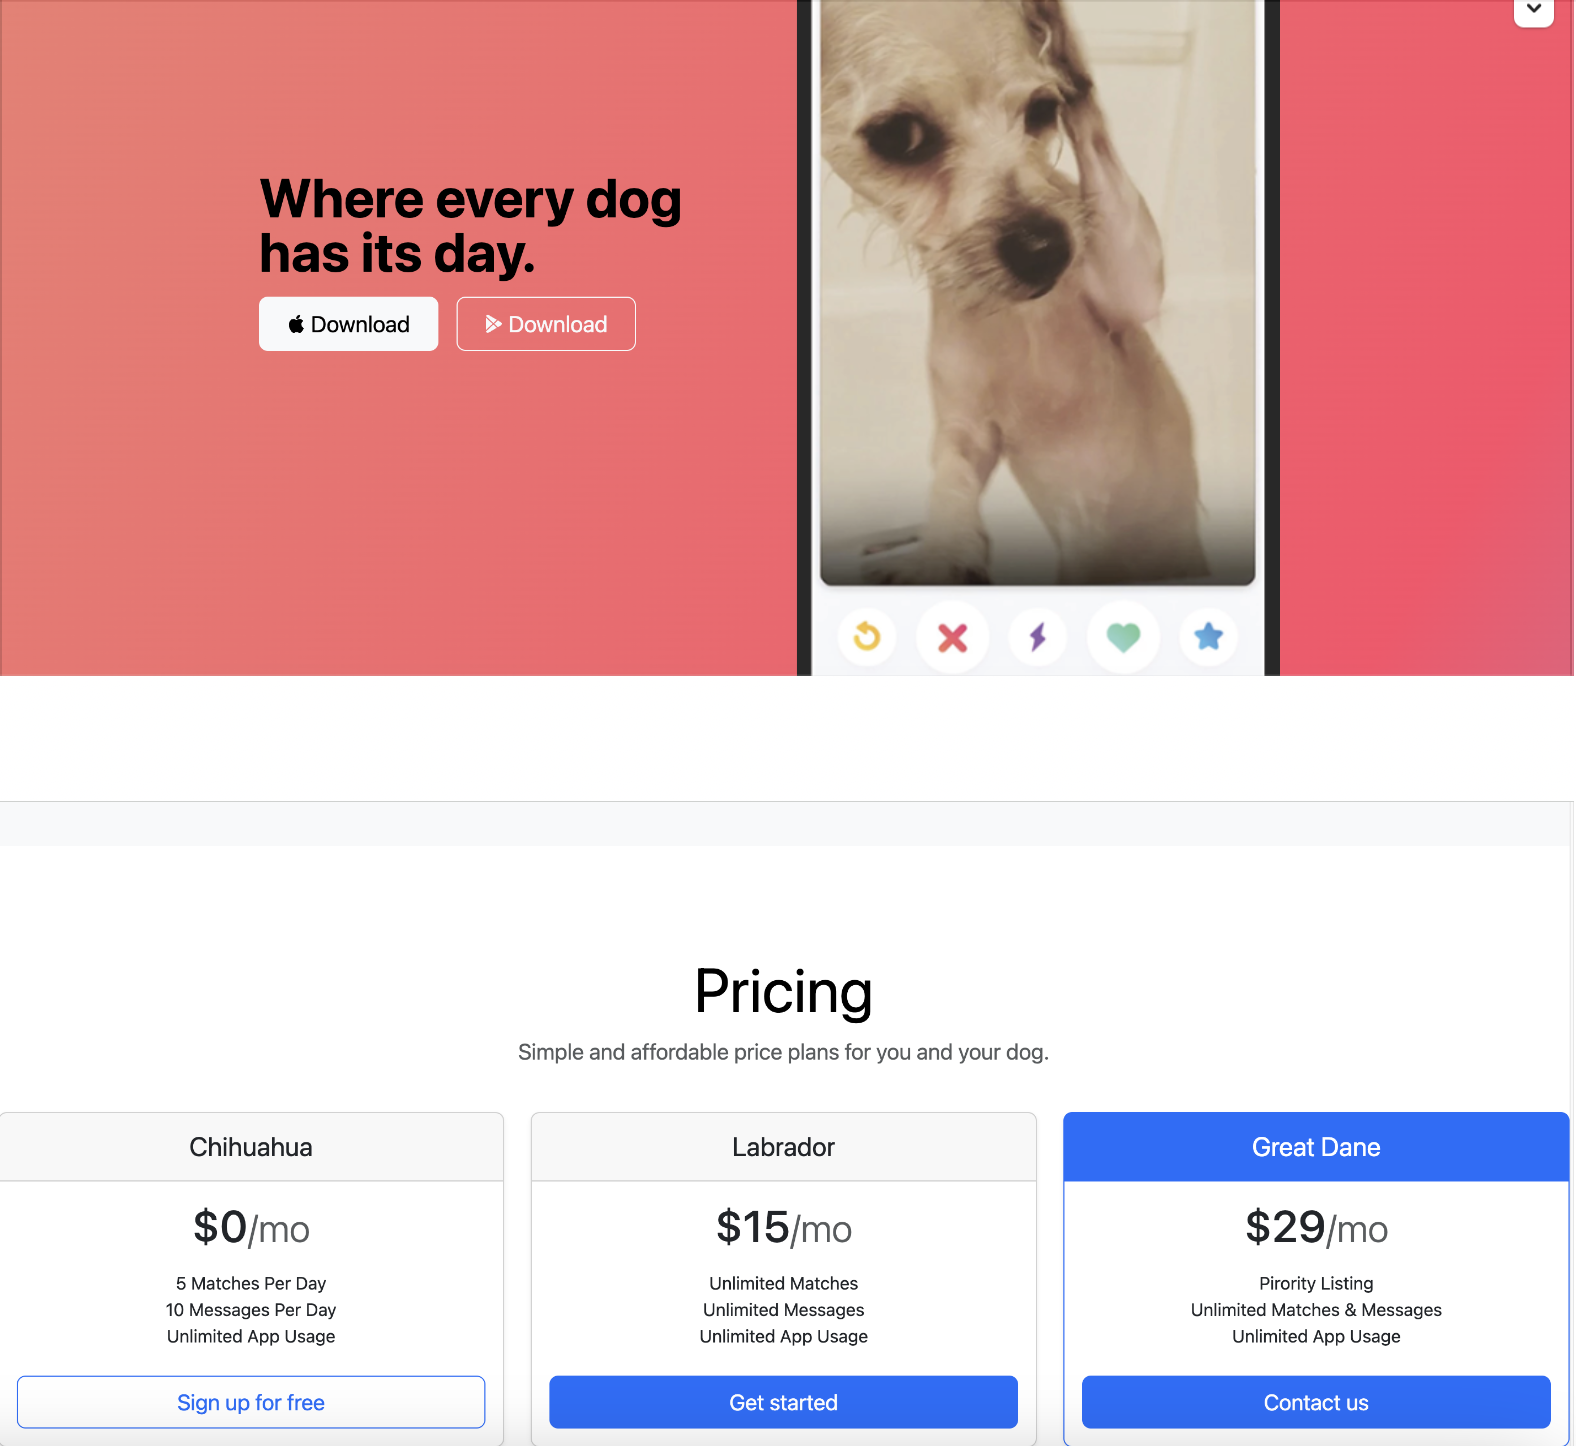 Where every dog
has its day.
Download
Download
Pricing
Simple and affordable price plans for you and your dog.
Chihuahua
$0/mo
5 Matches Per Day
10 Messages Per Day
Unlimited App Usage
Sign up for free
Labrador
$15/mo
Unlimited Matches
Unlimited Messages
Unlimited App Usage
Get started
Great Dane
$29/mo
Pirority Listing
Unlimited Matches & Messages
Unlimited App Usage
Contact us